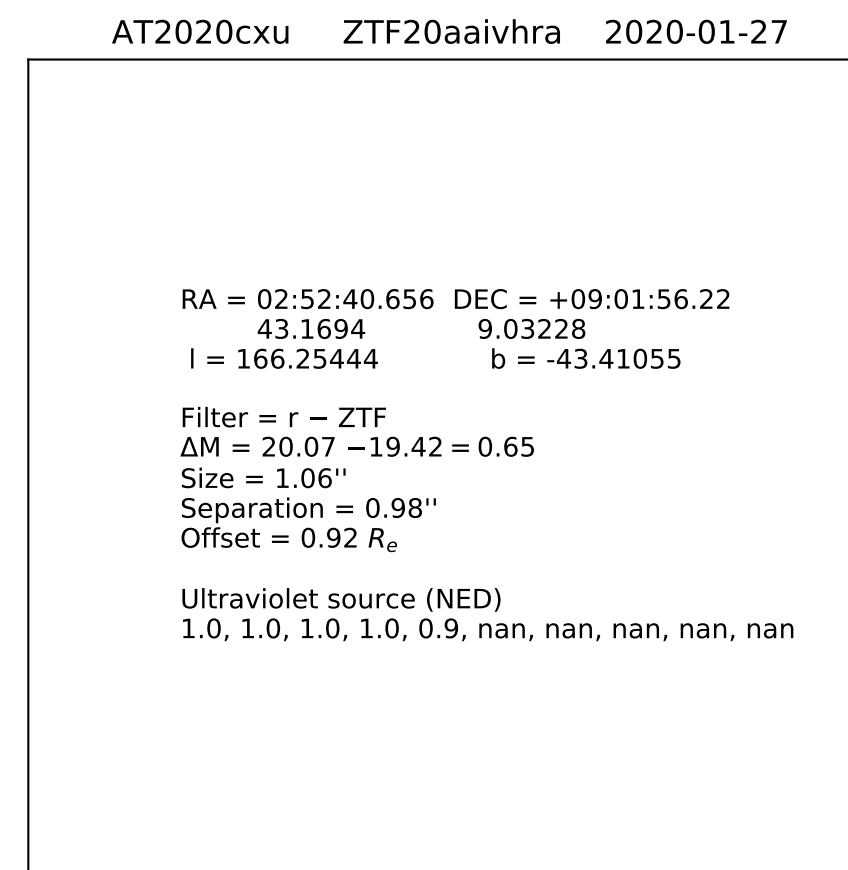 AT2020cxu ZTF20aaivhra 2020-01-27
RA = 02:52:40.656 DEC = +09:01:56.22
43.1694 9.03228
l = 166.25444 b = -43.41055
Filter = r − ZTF
ΔM = 20.07 −19.42 = 0.65
Size = 1.06''
Separation = 0.98''
Offset = 0.92 Re
Ultraviolet source (NED)
1.0, 1.0, 1.0, 1.0, 0.9, nan, nan, nan, nan, nan